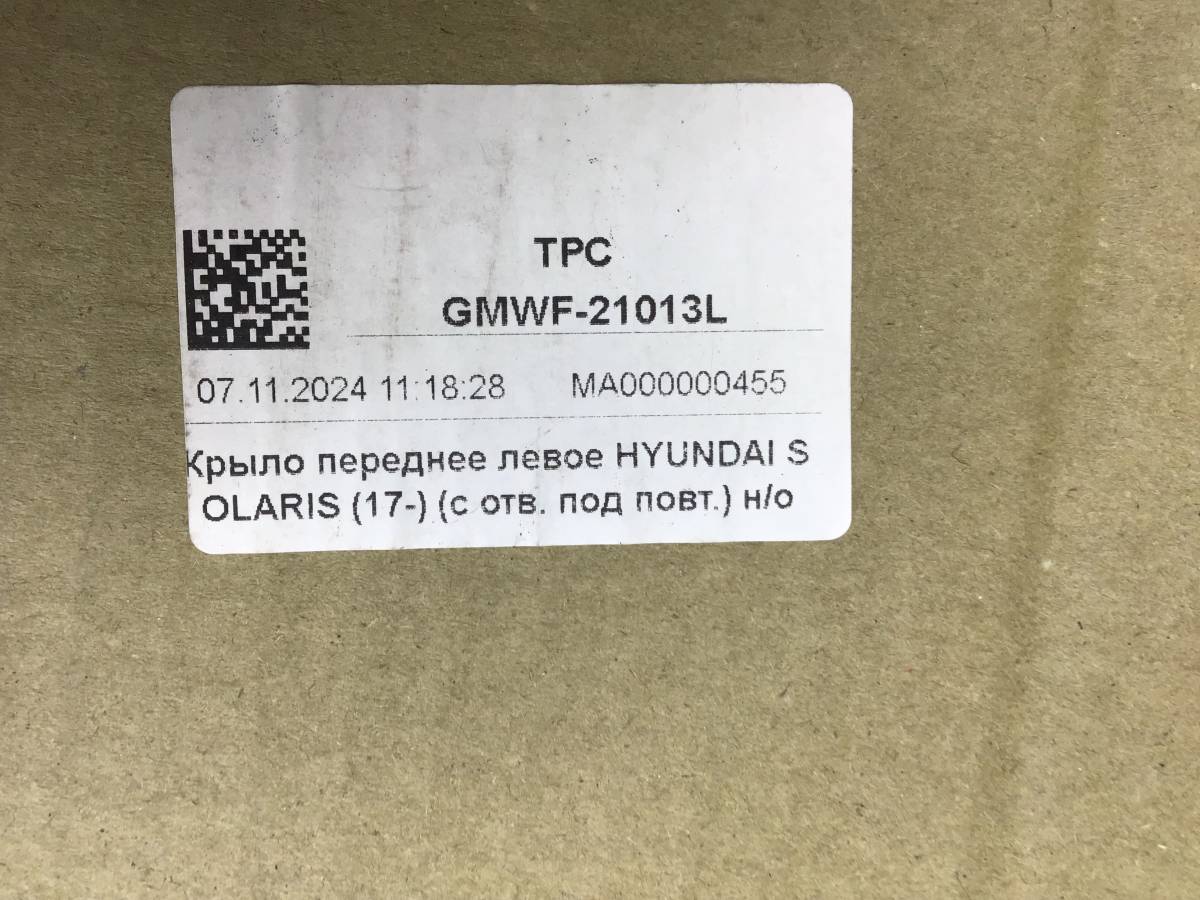 TPC
GMWF-21013L
07.11.2024 11:18:28 MA000000455
Крыло переднее левое HYUNDAI S
OLARIS (17-) (с отв. под повт.) н/о